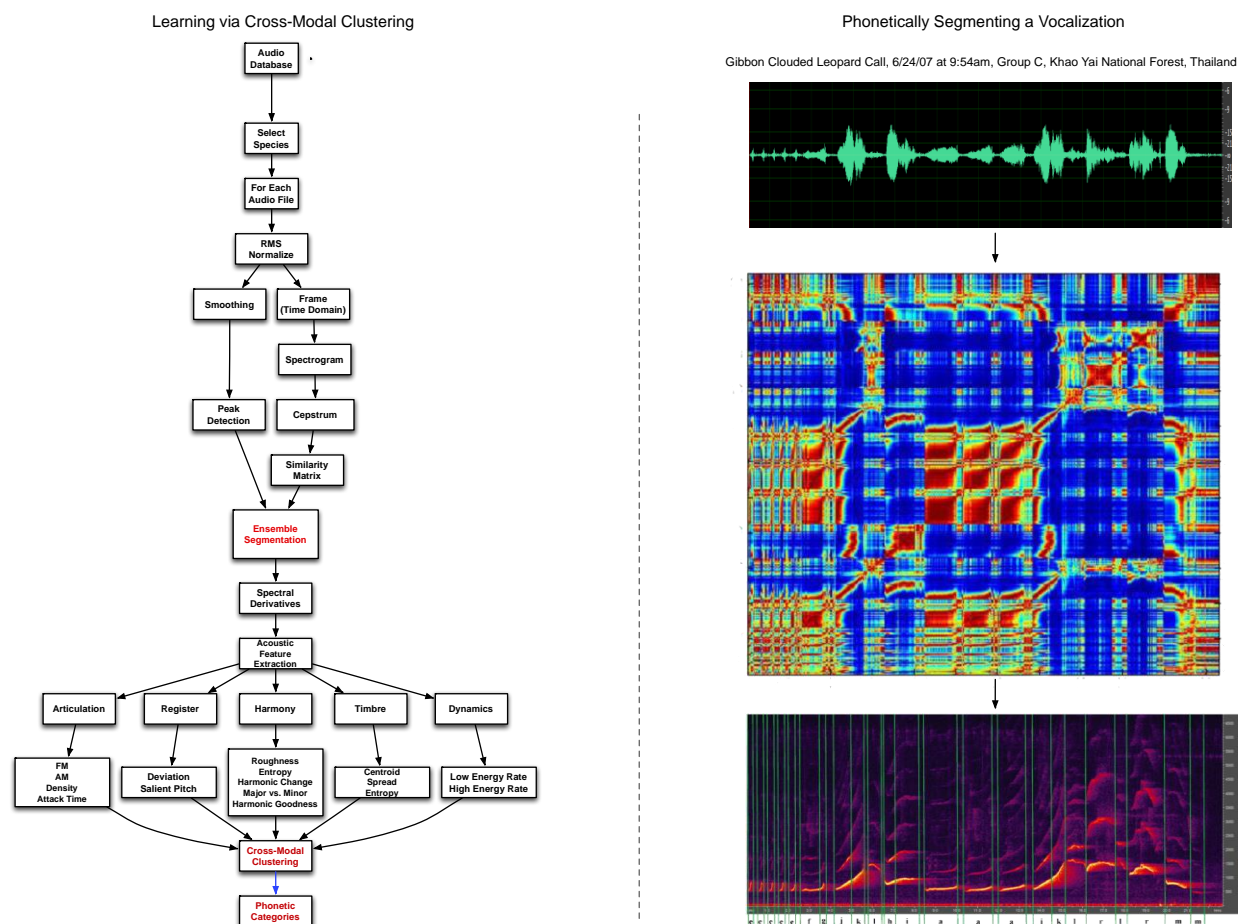 Learning via Cross-Modal Clustering
Audio
Database
Select
Species
For Each
Audio File
RMS
Normalize
Smoothing
Frame
(Time Domain)
Spectrogram
Peak
Detection
Cepstrum
Similarity
Matrix
Ensemble
Segmentation
Spectral
Derivatives
Acoustic
Feature
Extraction
Articulation
Register
Harmony
Timbre
Dynamics
FM
AM
Density
Attack Time
Deviation
Salient Pitch
Roughness
Entropy
Harmonic Change
Major vs. Minor
Harmonic Goodness
Centroid
Spread
Entropy
Low Energy Rate
High Energy Rate
Cross-Modal
Clustering
Phonetic
Categories
Phonetically Segmenting a Vocalization
Gibbon Clouded Leopard Call, 6/24/07 at 9:54am, Group C, Khao Yai National Forest, Thailand